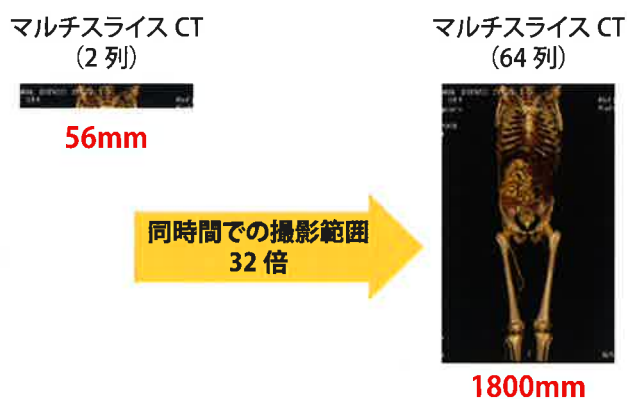 マルチスライス CT
（2 列）
56mm
同時間での撮影範囲
32 倍
マルチスライス CT
（64 列）
1800mm